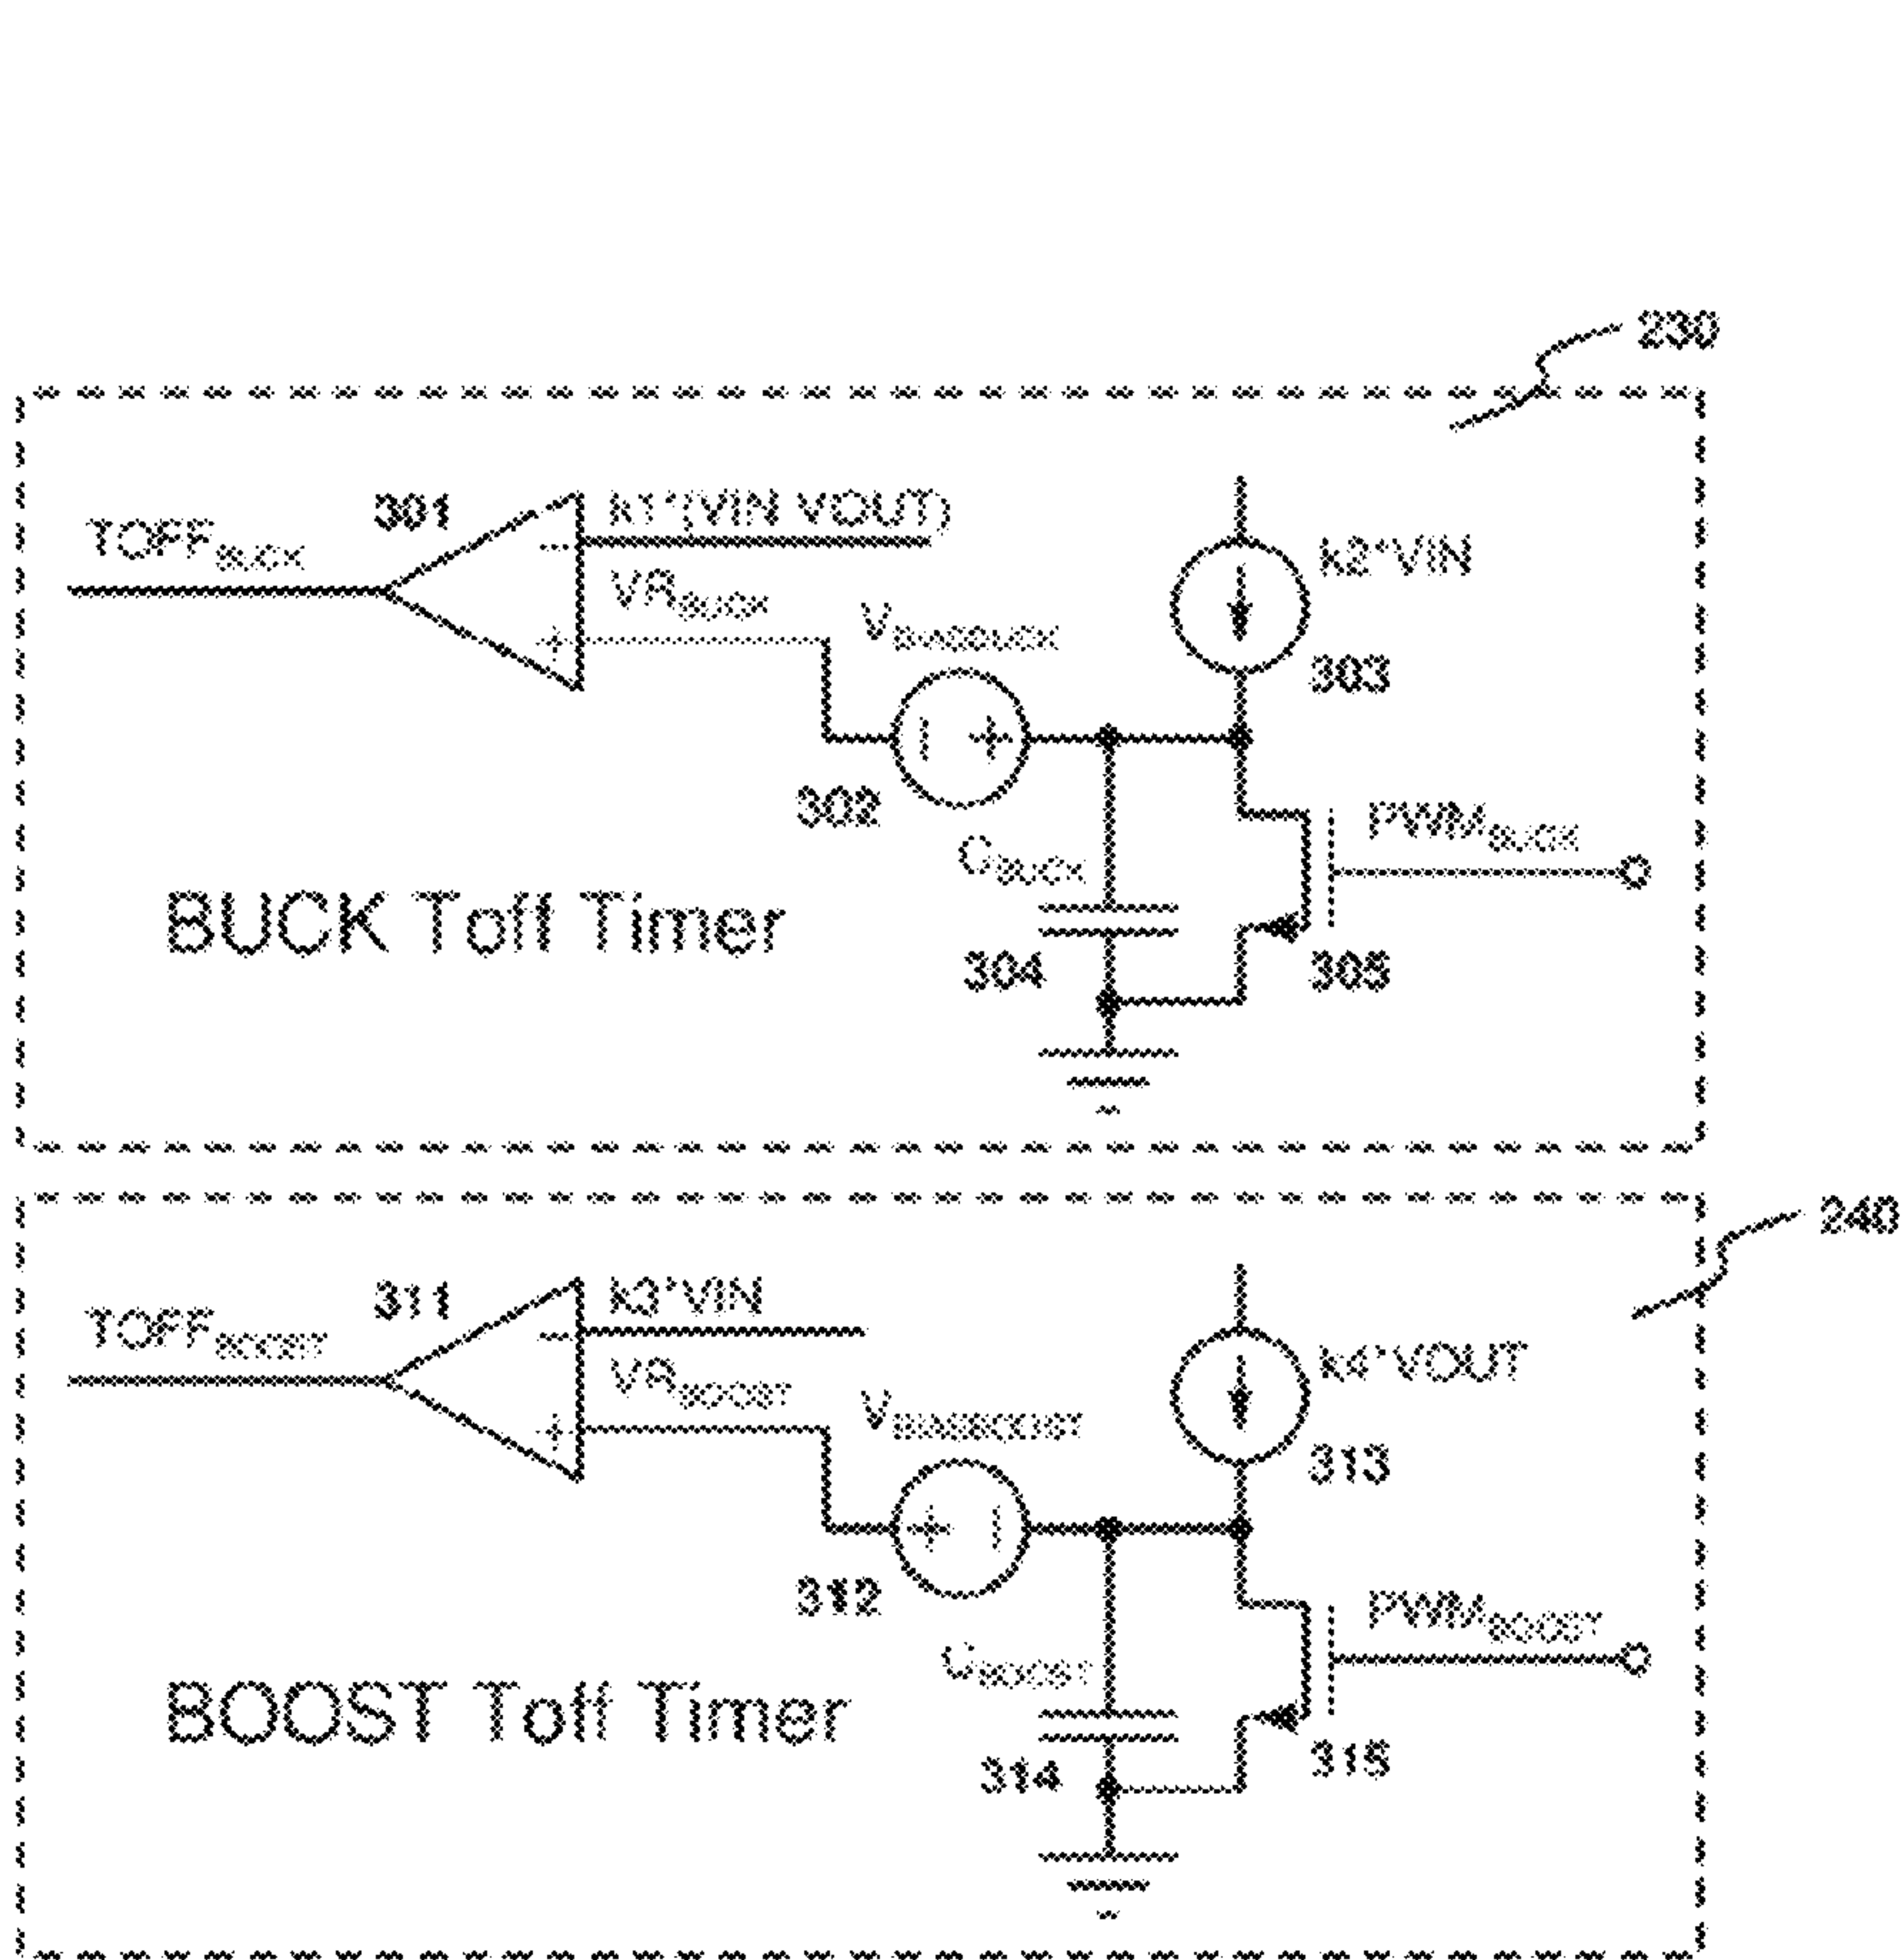 230
301
k1*(VIN VOUT)
TOFFBUCK
k2*VIN
VRBUCK
VBIASBUCK
303
302
PWMBUCK
CBUCK
BUCK Toff Timer
304
305
240
311
k3*VIN
TOFFBOOST
k4*VOUT
VRBOOST
VBIASBOOST
313
312
PWMBOOST
CBOOST
BOOST Toff Timer
314
315